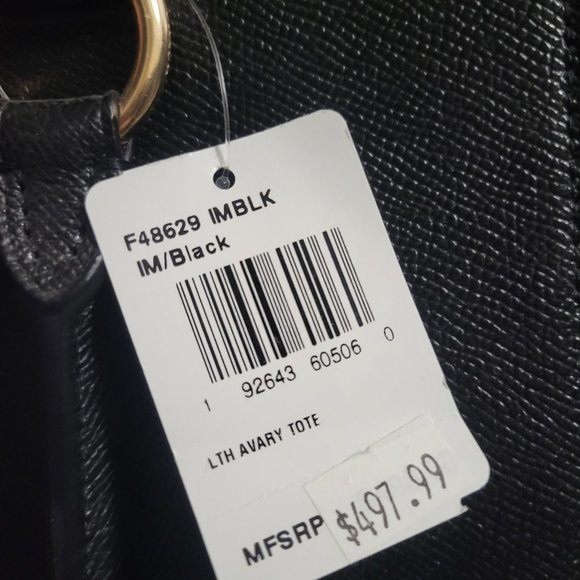 F48629 IMBLK
IM/Black
1 92643 60506 0
LTH AVARY TOTE
MFSRP $497.99